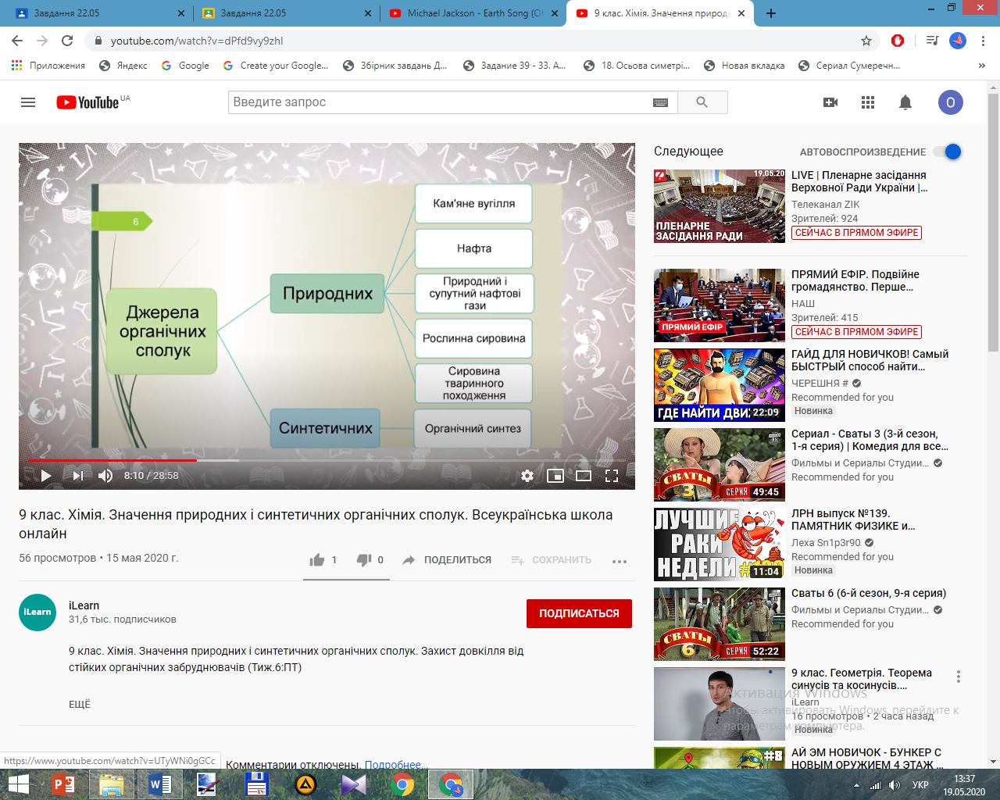 Завдання 22.05
Завдання 22.05
Michael Jackson - Earth Song (Of
9 клас. Хімія. Значення природн
youtube.com/watch?v=dPfd9vy9zhI
Приложения
Яндекс
Google
Create your Google...
Збірник завдань Д...
Задание 39 - 33. А...
18. Осьова симетрі...
Новая вкладка
Сериал Сумеречн...
»
YouTube UA
Введите запрос
O
6
Джерела
органічних
сполук
Природних
Синтетичних
Кам'яне вугілля
Нафта
Природний і
супутний нафтові
гази
Рослинна сировина
Сировина
тваринного
походження
Органічний синтез
8:10 / 28:58
9 клас. Хімія. Значення природних і синтетичних органічних сполук. Всеукраїнська школа
онлайн
56 просмотров • 15 мая 2020 г.
1
0
ПОДЕЛИТЬСЯ
СОХРАНИТЬ
iLearn
iLearn
31,6 тыс. подписчиков
ПОДПИСАТЬСЯ
9 клас. Хімія. Значення природних і синтетичних органічних сполук. Захист довкілля від
стійких органічних забруднювачів (Тиж.6:ПТ)
ЕЩЁ
Комментарии отключены. Подробнее...
https://www.youtube.com/watch?v=UTyWNi0gGCc
Следующее
АВТОВОСПРОИЗВЕДЕНИЕ
19.05.20
ПЛЕНАРНЕ
ЗАСІДАННЯ РАДИ
LIVE | Пленарне засідання
Верховної Ради України |...
Телеканал ZIK
Зрителей: 924
СЕЙЧАС В ПРЯМОМ ЭФИРЕ
ПРЯМИЙ ЕФІР
ПРЯМИЙ ЕФІР. Подвійне
громадянство. Перше...
НАШ
Зрителей: 415
СЕЙЧАС В ПРЯМОМ ЭФИРЕ
ГДЕ НАЙТИ ДВИ
22:09
ГАЙД ДЛЯ НОВИЧКОВ! Самый
БЫСТРЫЙ способ найти...
ЧЕРЕШНЯ #
Recommended for you
Новинка
СВАТЫ
3
СЕРИЯ
49:45
Сериал - Сваты 3 (3-й сезон,
1-я серия) | Комедия для все...
Фильмы и Сериалы Студии...
Recommended for you
ЛУЧШИЕ
РАКИ
НЕДЕЛИ
11:04
ЛРН выпуск №139.
ПАМЯТНИК ФИЗИКЕ и...
Леха Sn1p3r90
Recommended for you
Новинка
СВАТЫ
6
СЕРИЯ
52:22
Сваты 6 (6-й сезон, 9-я серия)
Фильмы и Сериалы Студии...
Recommended for you
9 клас. Геометрія. Теорема
синусів та косинусів....
iLearn
16 просмотров • 2 часа назад
Новинка
Активация Windows
Чтобы активировать Windows, перейдите к
параметрам компьютера.
#8
АЙ ЭМ НОВИЧОК - БУНКЕР С
НОВЫМ ОРУЖИЕМ 4 ЭТАЖ
УКР
13:37
19.05.2020